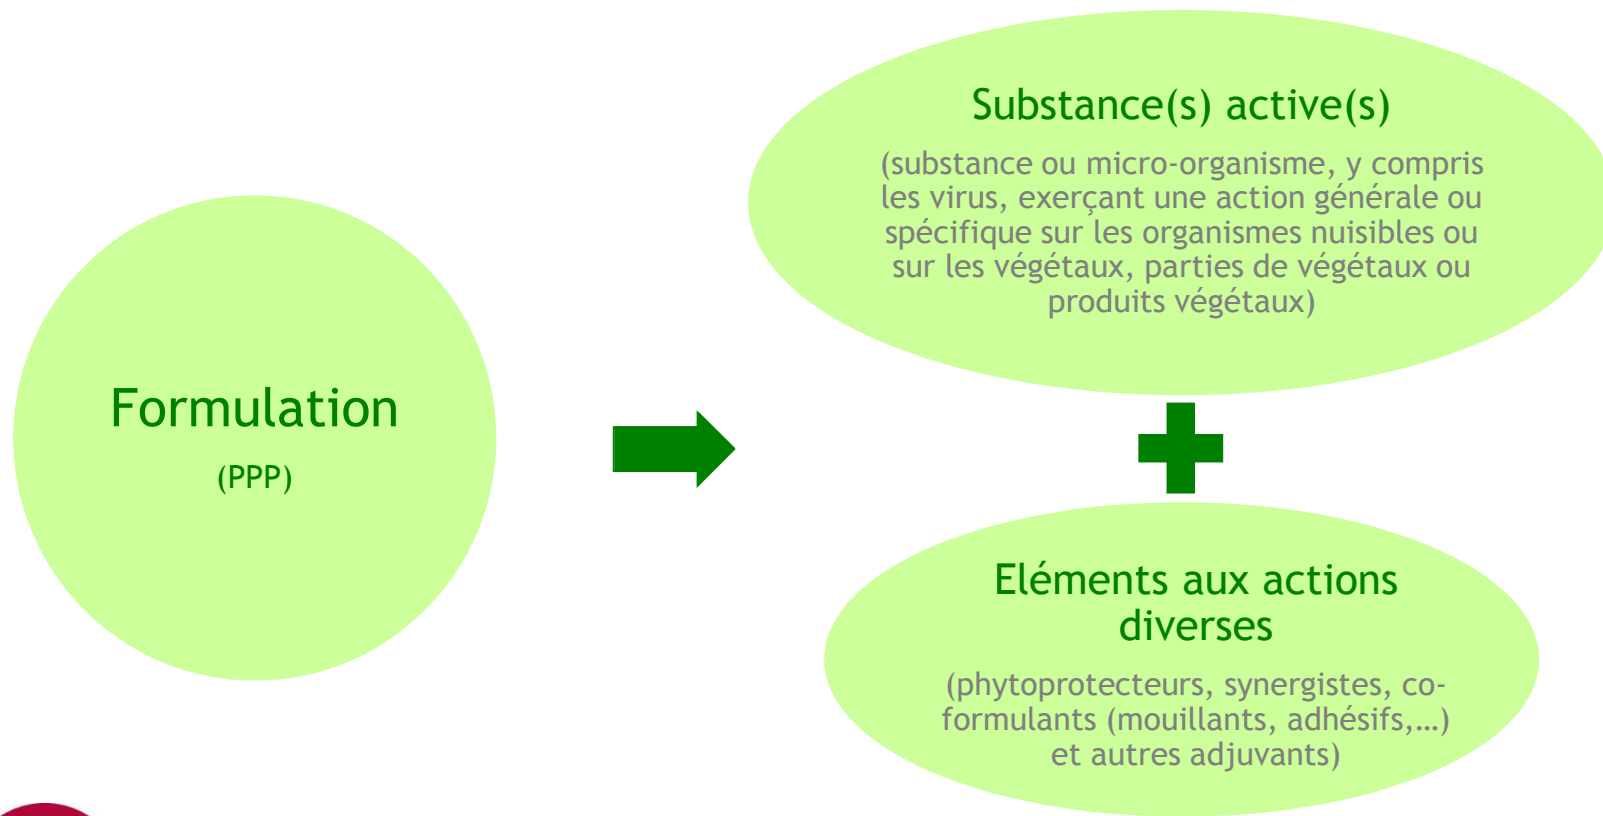 Formulation
(PPP)
Substance(s) active(s)
(substance ou micro-organisme, y compris
les virus, exerçant une action générale ou
spécifique sur les organismes nuisibles ou
sur les végétaux, parties de végétaux ou
produits végétaux)
Eléments aux actions
diverses
(phytoprotecteurs, synergistes, co-
formulants (mouillants, adhésifs,…)
et autres adjuvants)